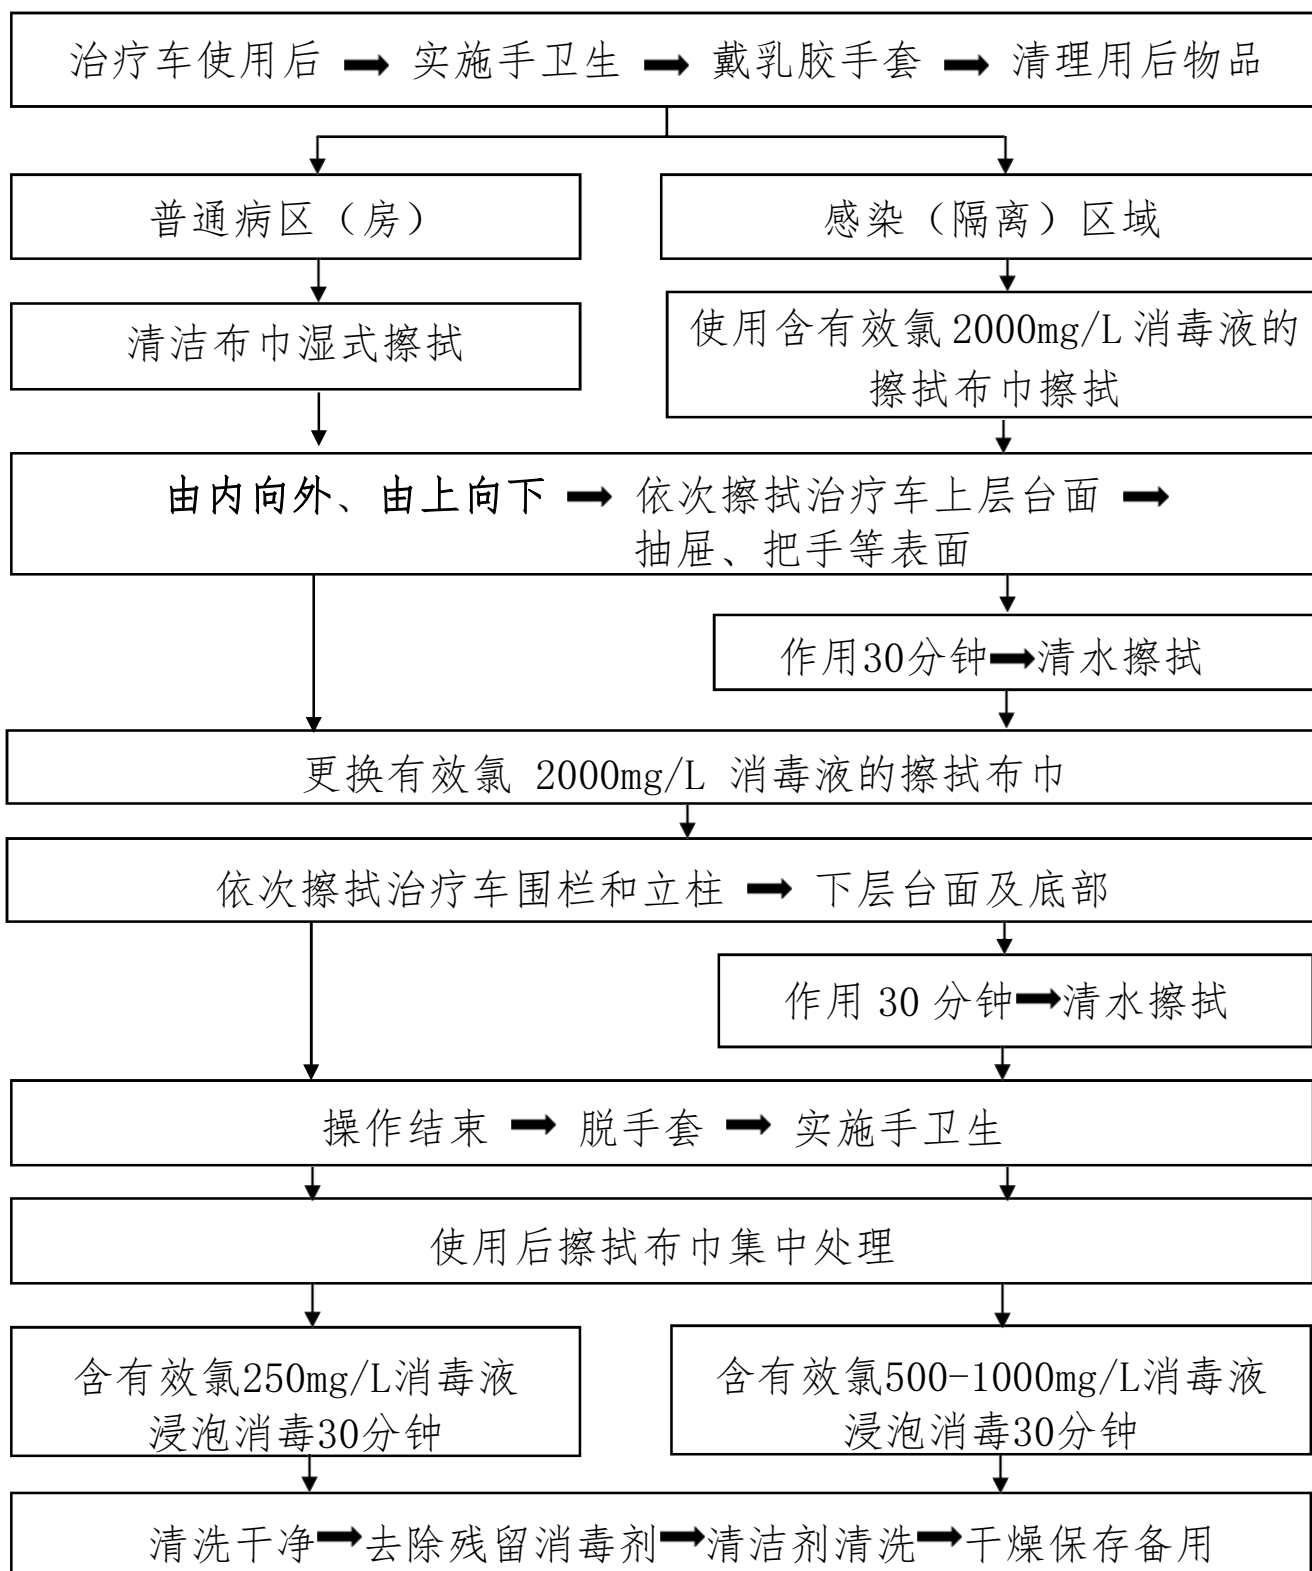 治疗车使用后 ➡ 实施手卫生 ➡ 戴乳胶手套 ➡ 清理用后物品
普通病区（房）
感染（隔离）区域
清洁布巾湿式擦拭
使用含有效氯2000mg/L消毒液的
擦拭布巾擦拭
由内向外、由上向下 ➡ 依次擦拭治疗车上层台面 ➡
抽屉、把手等表面
作用30分钟➡清水擦拭
更换有效氯 2000mg/L 消毒液的擦拭布巾
依次擦拭治疗车围栏和立柱 ➡ 下层台面及底部
作用 30 分钟➡清水擦拭
操作结束 ➡ 脱手套 ➡ 实施手卫生
使用后擦拭布巾集中处理
含有效氯250mg/L消毒液
浸泡消毒30分钟
含有效氯500-1000mg/L消毒液
浸泡消毒30分钟
清洗干净➡去除残留消毒剂➡清洁剂清洗➡干燥保存备用